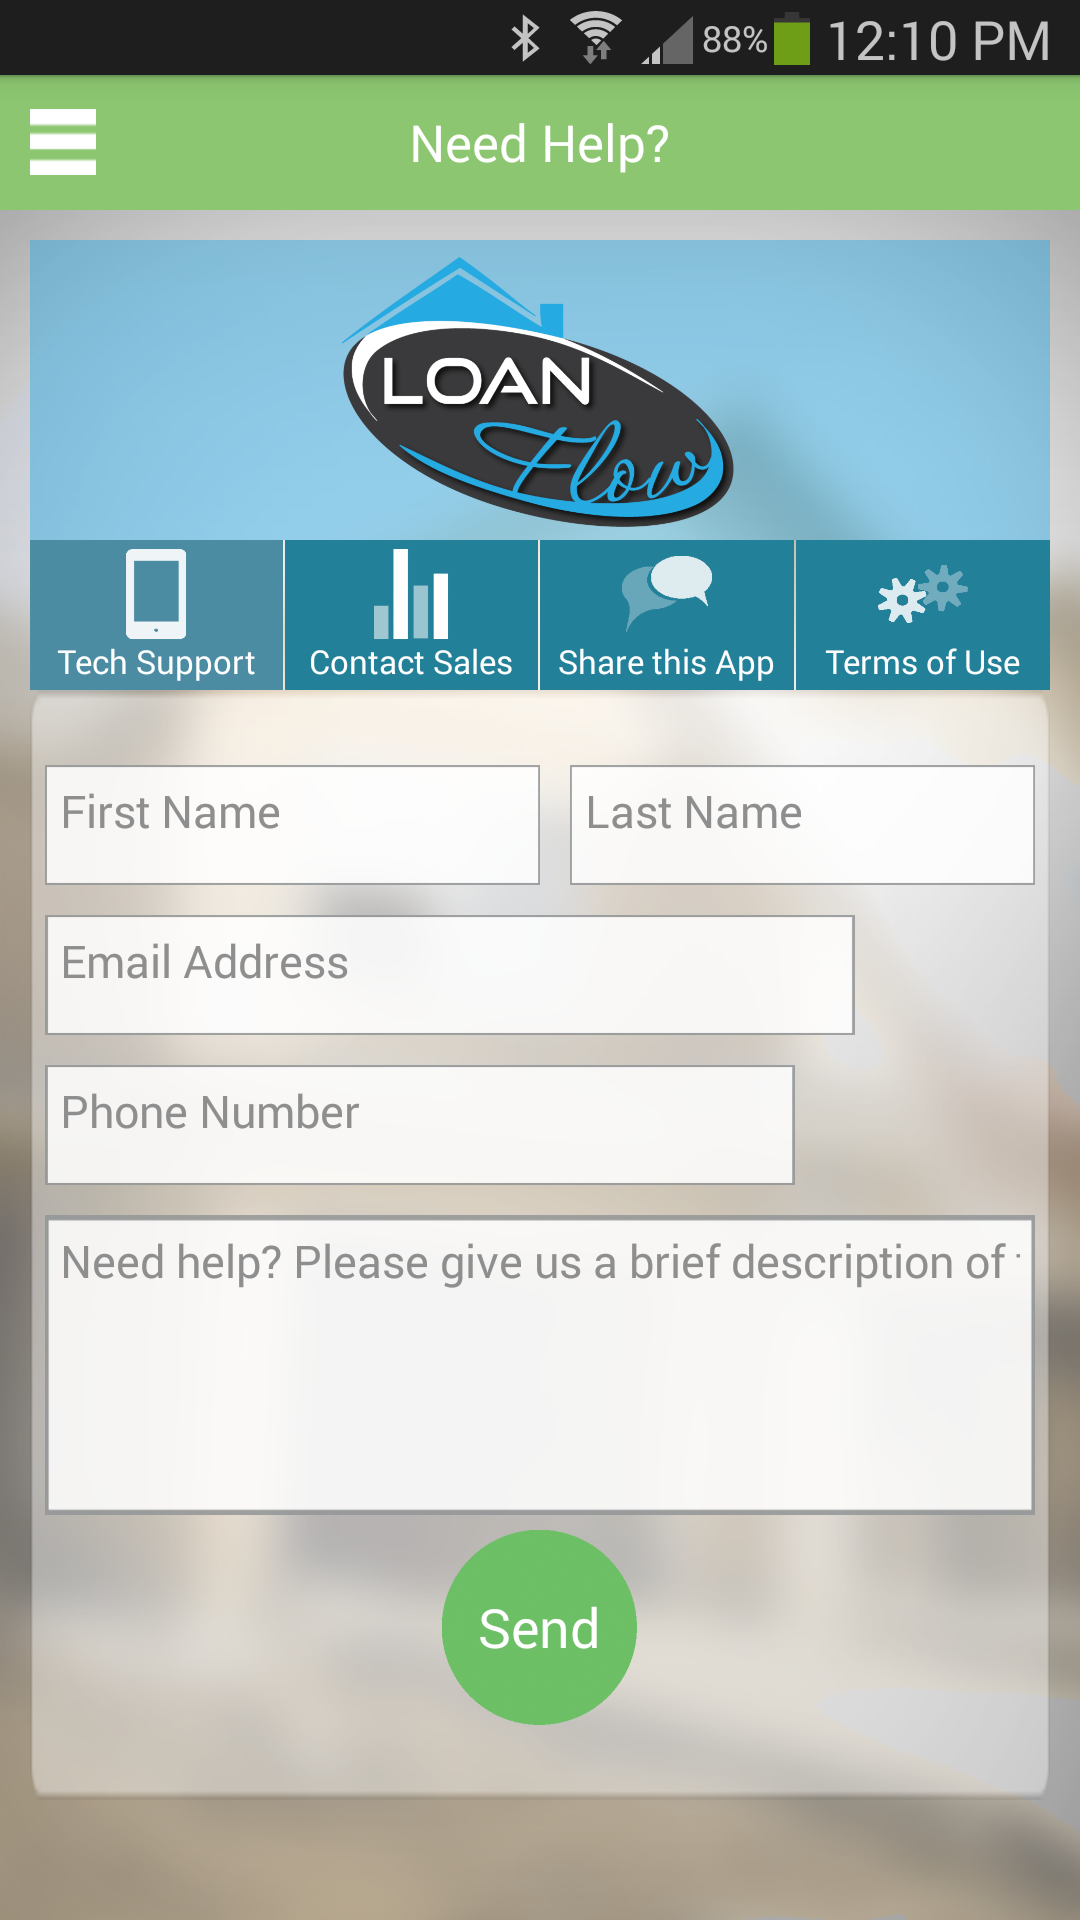 88% 12:10 PM
Need Help?
LOAN
Flow
Tech Support Contact Sales Share this App Terms of Use
First Name Last Name
Email Address
Phone Number
Need help? Please give us a brief description of
Send